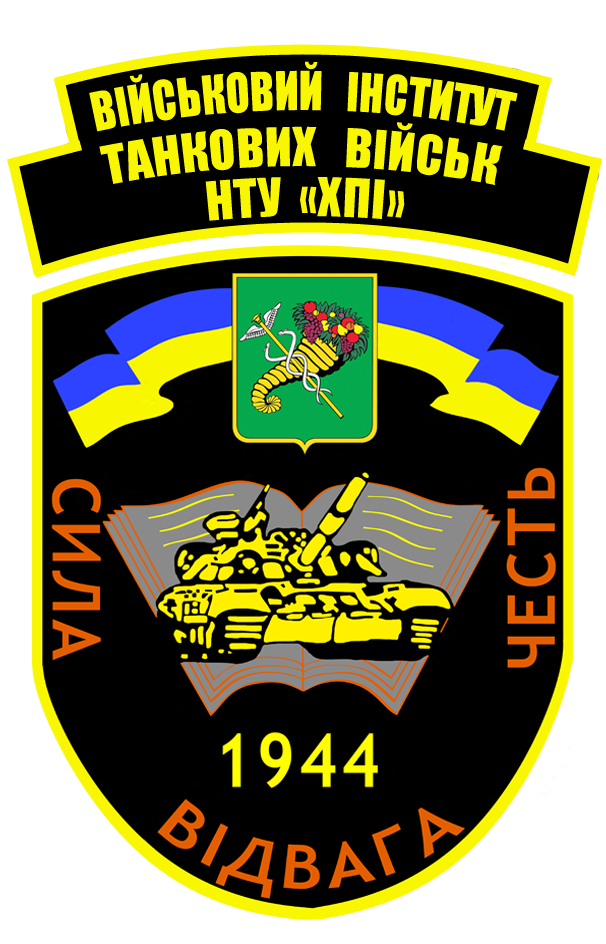 ВІЙСЬКОВИЙ ІНСТИТУТ
ТАНКОВИХ ВІЙСЬК
НТУ «ХПІ»
СИЛА
ЧЕСТЬ
1944
ВІДВАГА